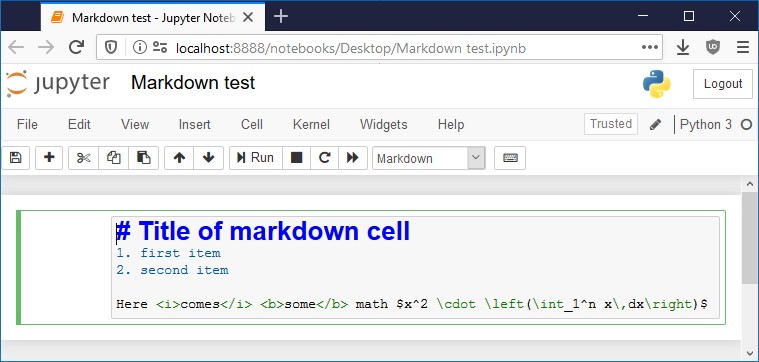 Markdown test - Jupyter Noteb
localhost:8888/notebooks/Desktop/Markdown test.ipynb
jupyter Markdown test
Logout
File Edit View Insert Cell Kernel Widgets Help Trusted Python 3
Run Markdown
# Title of markdown cell
1. first item
2. second item
Here <i>comes</i> <b>some</b> math $x^2 \cdot \left(\int_1^n x\,dx\right)$